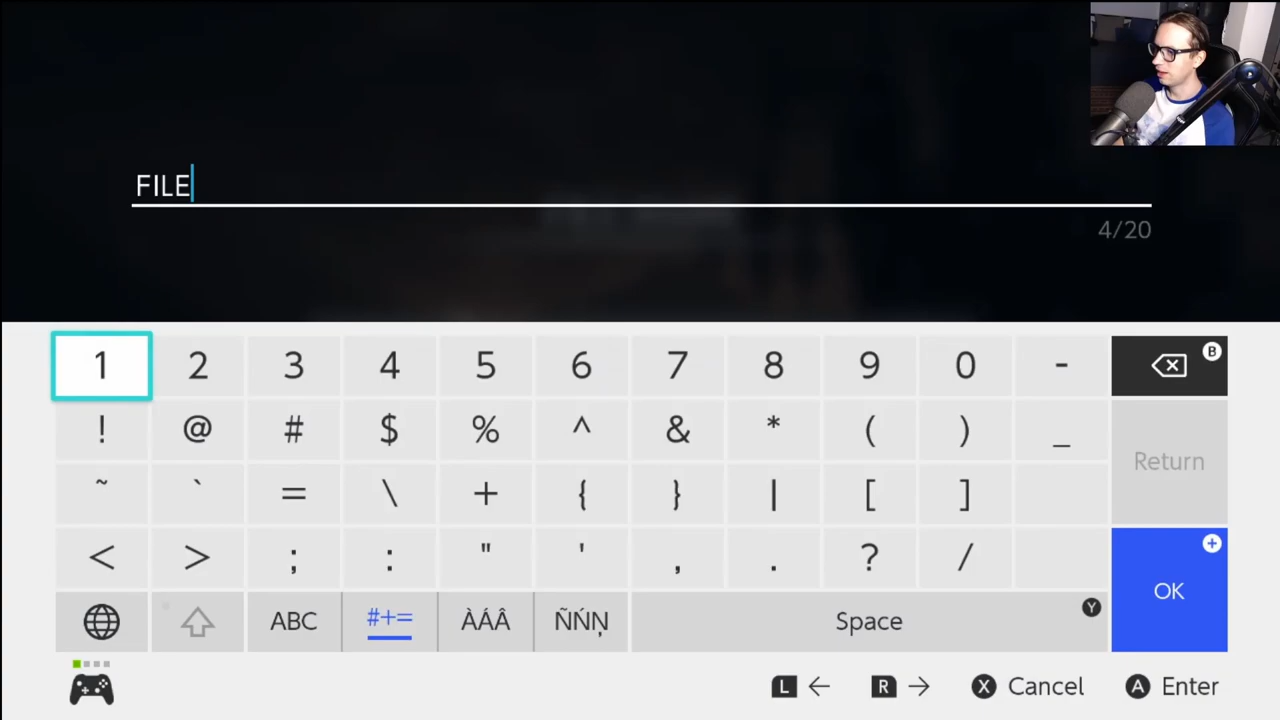 FILE
4/20
1 2 3 4 5 6 7 8 9 0 - B
! @ # $ % ^ & * ( ) _ Return
~ ` = \ + { } | [ ]
< > ; : " ' , . ? / +
ABC #+= ÀÁÂ ÑŃŅ Space Y OK
L ← R → X Cancel A Enter